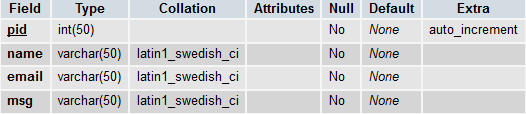 Field Type Collation Attributes Null Default Extra
pid int(50) No None auto_increment
name varchar(50) latin1_swedish_ci No None
email varchar(50) latin1_swedish_ci No None
msg varchar(50) latin1_swedish_ci No None